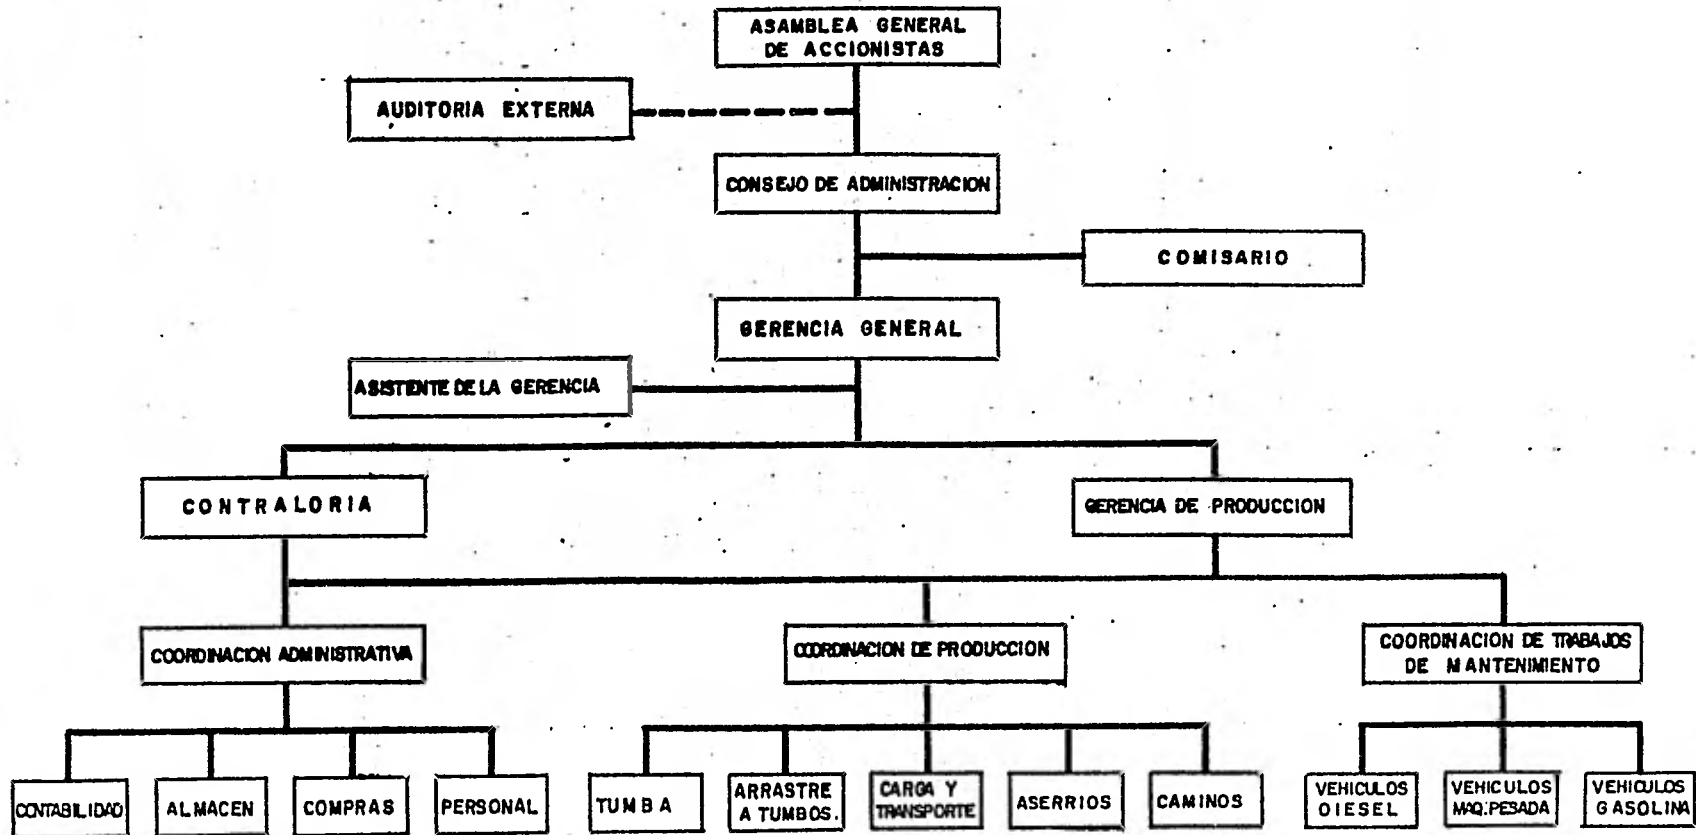 ASAMBLEA GENERAL
DE ACCIONISTAS
AUDITORIA EXTERNA
CONSEJO DE ADMINISTRACION
COMISARIO
GERENCIA GENERAL
ASISTENTE DE LA GERENCIA
CONTRALORIA
GERENCIA DE PRODUCCION
COORDINACION ADMINISTRATIVA
COORDINACION DE PRODUCCION
COORDINACION DE TRABAJOS
DE MANTENIMIENTO
CONTABILIDAD
ALMACEN
COMPRAS
PERSONAL
TUMBA
ARRASTRE
A TUMBOS.
CARGA Y
TRANSPORTE
ASERRIOS
CAMINOS
VEHICULOS
DIESEL
VEHICULOS
MAQ. PESADA
VEHICULOS
GASOLINA